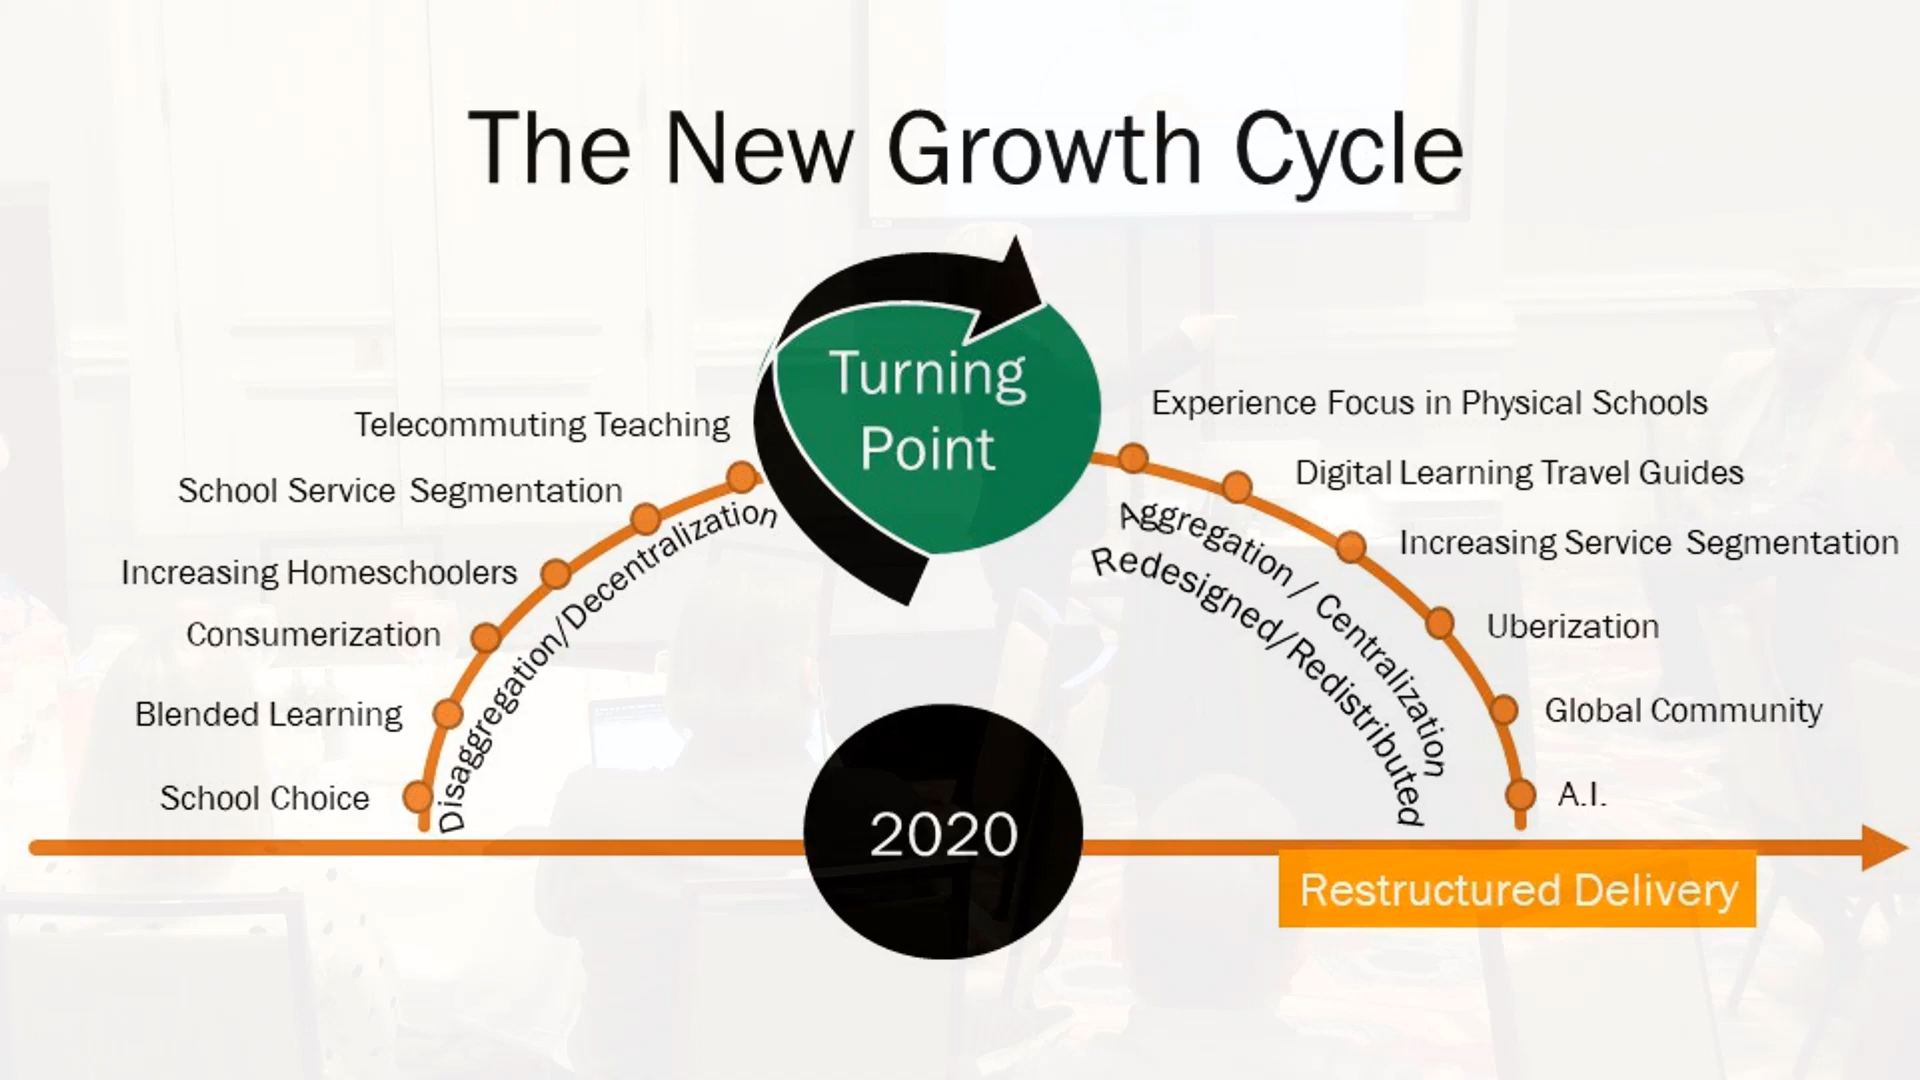 The New Growth Cycle
Turning
Point
Telecommuting Teaching
School Service Segmentation
Increasing Homeschoolers
Consumerization
Blended Learning
School Choice
Disaggregation/Decentralization
2020
Experience Focus in Physical Schools
Digital Learning Travel Guides
Increasing Service Segmentation
Uberization
Global Community
A.I.
Aggregation / Centralization
Redesigned/Redistributed
Restructured Delivery